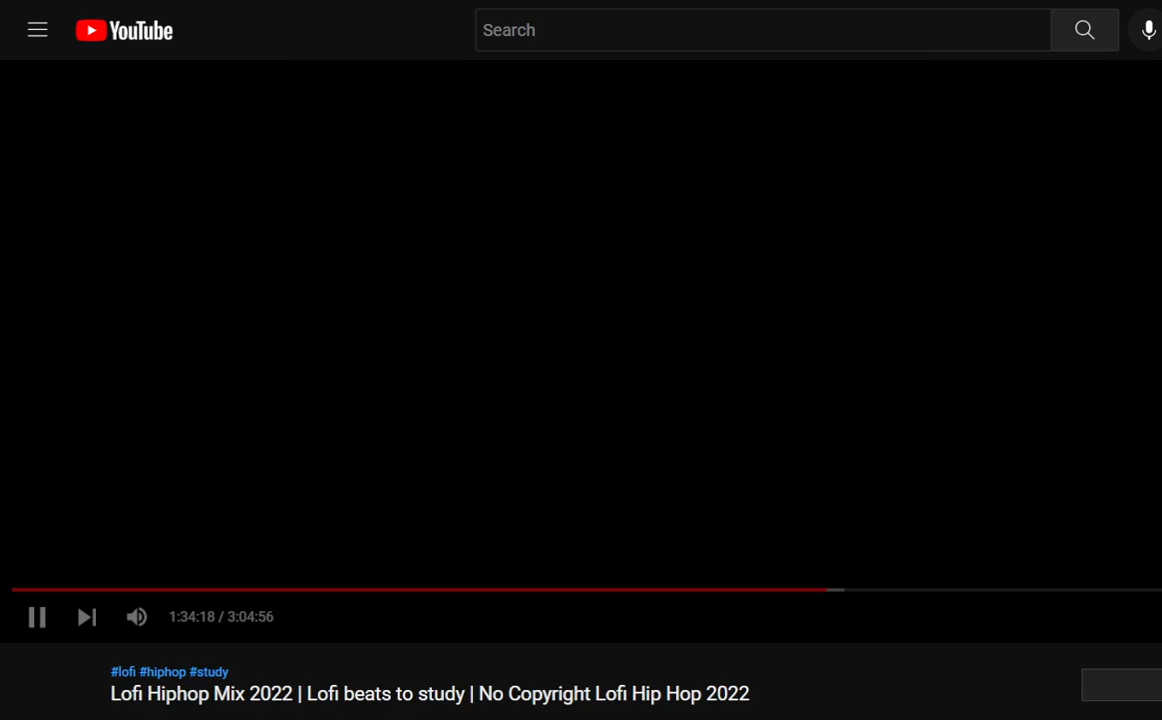 YouTube
Search
1:34:18 / 3:04:56
#lofi #hiphop #study
Lofi Hiphop Mix 2022 | Lofi beats to study | No Copyright Lofi Hip Hop 2022